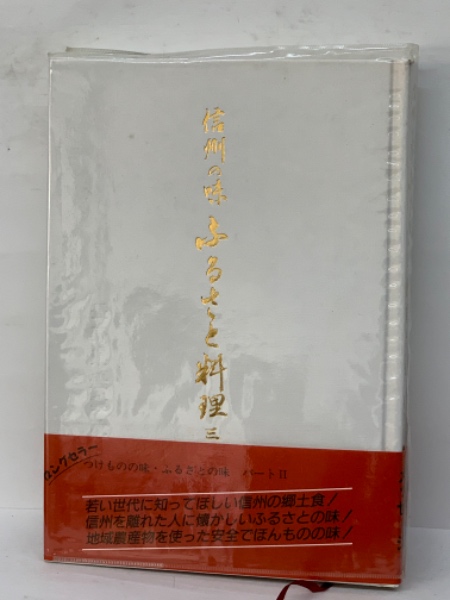 信州の味 ふるさと料理 三
ロングセラー
つけものの味・ふるさとの味 パートII
若い世代に知ってほしい信州の郷土食!
信州を離れた人に懐かしいふるさとの味!
地域農産物を使った安全でほんものの味!